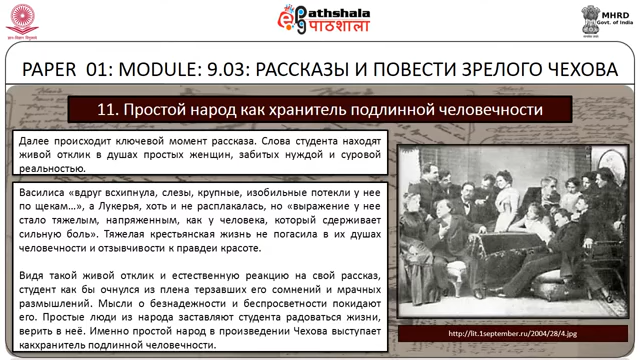 ePathshala
पाठशाला
MHRD
Govt. of India
PAPER 01: MODULE: 9.03: РАССКАЗЫ И ПОВЕСТИ ЗРЕЛОГО ЧЕХОВА
11. Простой народ как хранитель подлинной человечности
Далее происходит ключевой момент рассказа. Слова студента находят
живой отклик в душах простых женщин, забитых нуждой и суровой
реальностью.
Василиса «вдруг всхипнула, слезы, крупные, изобильные потекли у нее
по щекам…», а Лукерья, хоть и не расплакалась, но «выражение у нее
стало тяжелым, напряженным, как у человека, который сдерживает
сильную боль». Тяжелая крестьянская жизнь не погасила в их душах
человечности и отзывчивости к правдеи красоте.
Видя такой живой отклик и естественную реакцию на свой рассказ,
студент как бы очнулся из плена терзавших его сомнений и мрачных
размышлений. Мысли о безнадежности и беспросветности покидают
его. Простые люди из народа заставляют студента радоваться жизни,
верить в неё. Именно простой народ в произведении Чехова выступает
какхранитель подлинной человечности.
http://lit.1september.ru/2004/28/4.jpg